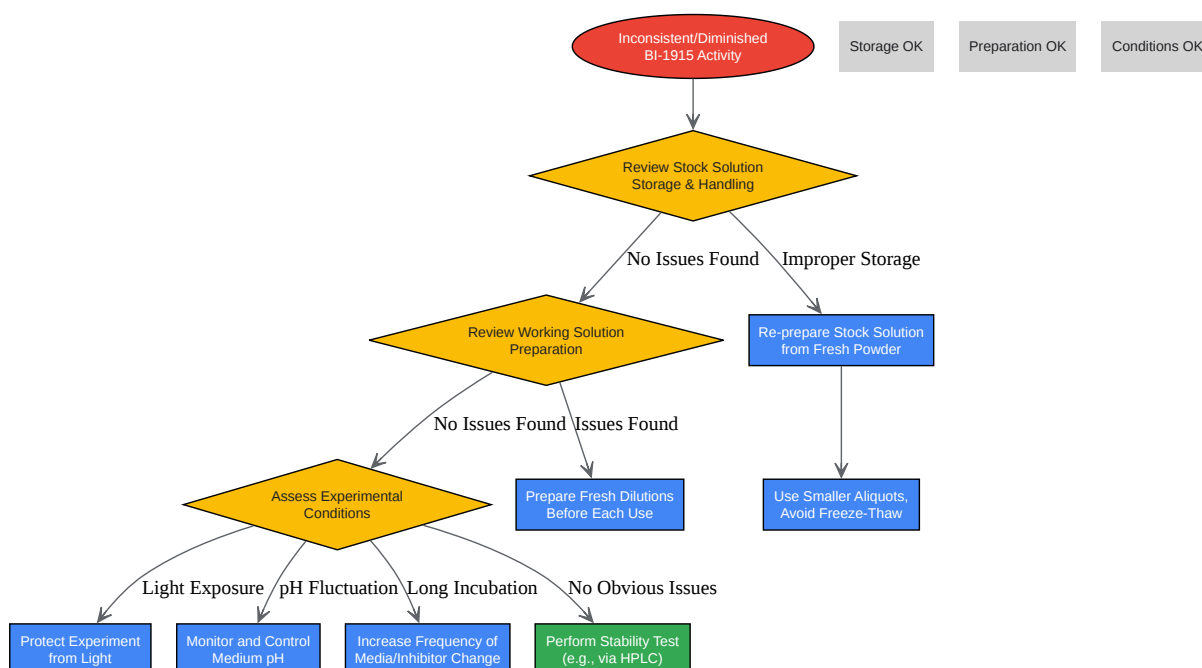 Inconsistent/Diminished
BI-1915 Activity
Storage OK
Preparation OK
Conditions OK
Review Stock Solution
Storage & Handling
No Issues Found
Improper Storage
Review Working Solution
Preparation
Re-prepare Stock Solution
from Fresh Powder
No Issues Found
Issues Found
Assess Experimental
Conditions
Prepare Fresh Dilutions
Before Each Use
Use Smaller Aliquots,
Avoid Freeze-Thaw
Light Exposure
pH Fluctuation
Long Incubation
No Obvious Issues
Protect Experiment
from Light
Monitor and Control
Medium pH
Increase Frequency of
Media/Inhibitor Change
Perform Stability Test
(e.g., via HPLC)